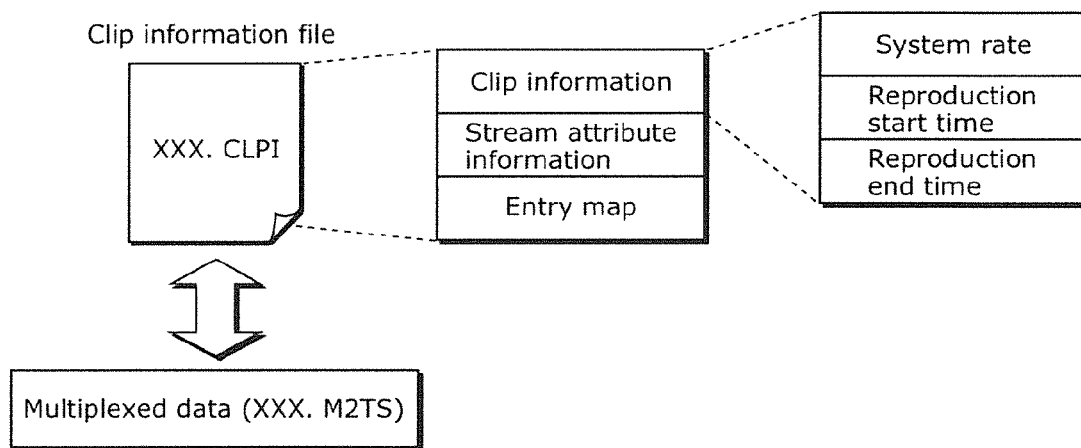 Clip information file
XXX. CLPI
Clip information
Stream attribute
information
Entry map
System rate
Reproduction
start time
Reproduction
end time
Multiplexed data (XXX. M2TS)